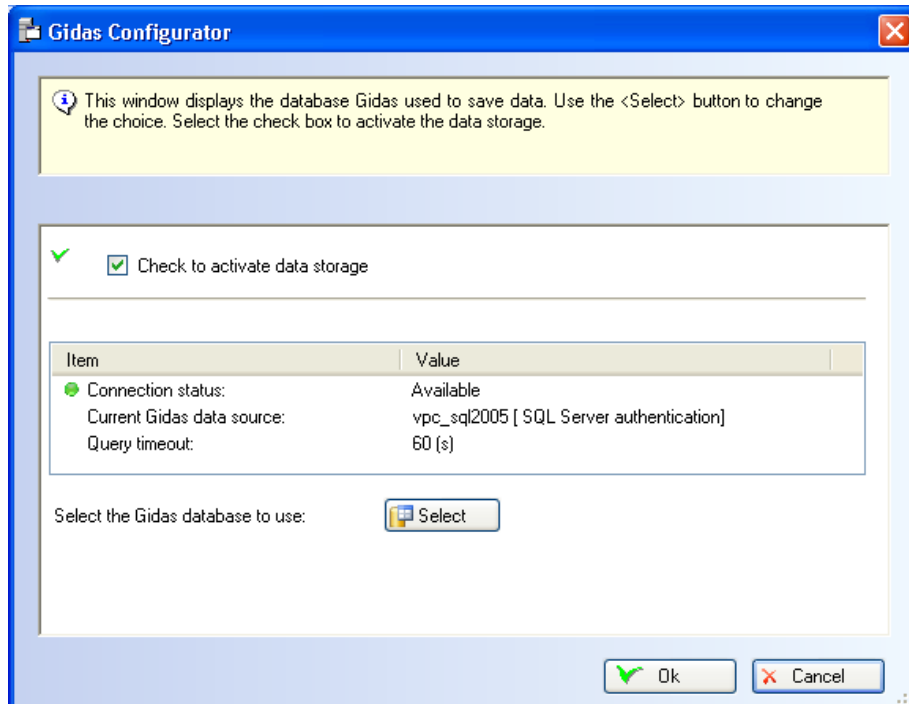 Gidas Configurator
This window displays the database Gidas used to save data. Use the <Select> button to change
the choice. Select the check box to activate the data storage.
Check to activate data storage
Item Value
Connection status: Available
Current Gidas data source: vpc_sql2005 [ SQL Server authentication]
Query timeout: 60 (s)
Select the Gidas database to use: Select
Ok Cancel